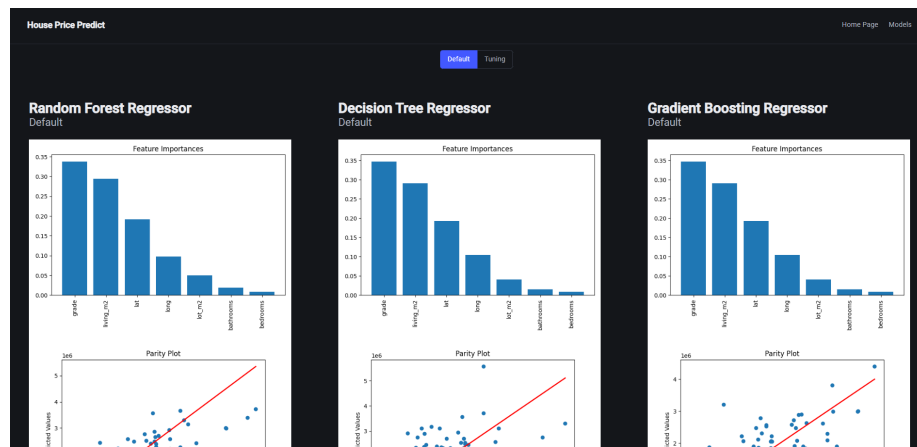 House Price Predict
Home Page Models
Default Tuning
Random Forest Regressor
Default
Feature Importances
0.35
0.30
0.25
0.20
0.15
0.10
0.05
0.00
grade living_m2 lat long lot_m2 bathrooms bedrooms
Parity Plot
1e6
5
4
3
Decision Tree Regressor
Default
Feature Importances
0.35
0.30
0.25
0.20
0.15
0.10
0.05
0.00
grade living_m2 lat long lot_m2 bathrooms bedrooms
Parity Plot
1e6
5
4
3
Gradient Boosting Regressor
Default
Feature Importances
0.35
0.30
0.25
0.20
0.15
0.10
0.05
0.00
grade living_m2 lat long lot_m2 bathrooms bedrooms
Parity Plot
1e6
4
3
2